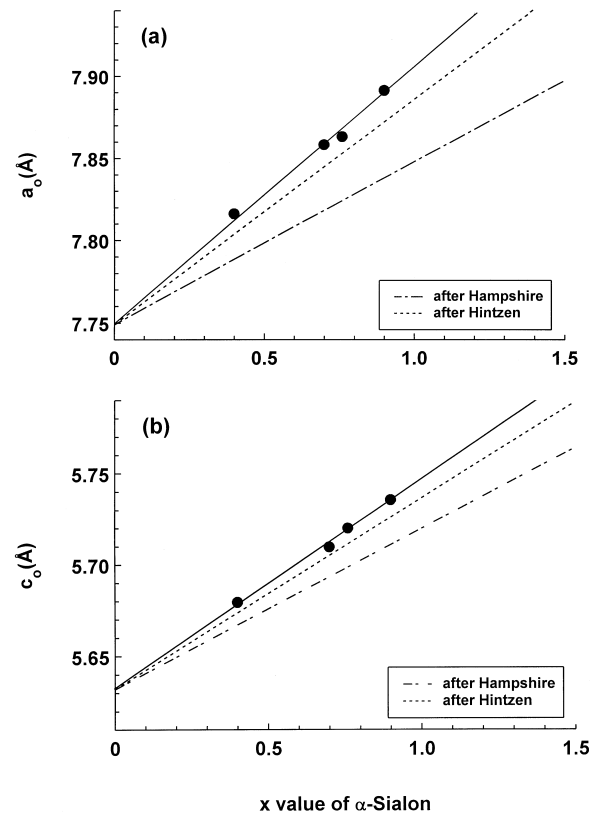 (a)
7.90
7.85
7.80
7.75
aₒ(Å)
0 0.5 1.0 1.5
after Hampshire
after Hintzen
(b)
5.75
5.70
5.65
cₒ(Å)
0 0.5 1.0 1.5
after Hampshire
after Hintzen
x value of α-Sialon